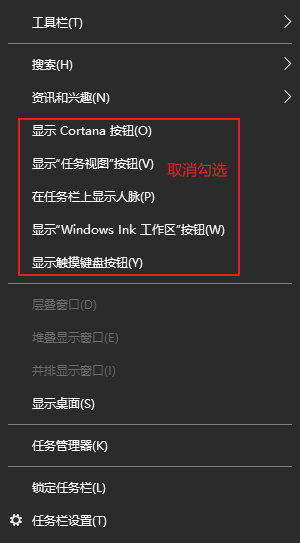 工具栏(T)
搜索(H)
资讯和兴趣(N)
显示 Cortana 按钮(O)
显示"任务视图"按钮(V)
取消勾选
在任务栏上显示人脉(P)
显示"Windows Ink 工作区"按钮(W)
显示触摸键盘按钮(Y)
层叠窗口(D)
堆叠显示窗口(E)
并排显示窗口(I)
显示桌面(S)
任务管理器(K)
锁定任务栏(L)
任务栏设置(T)